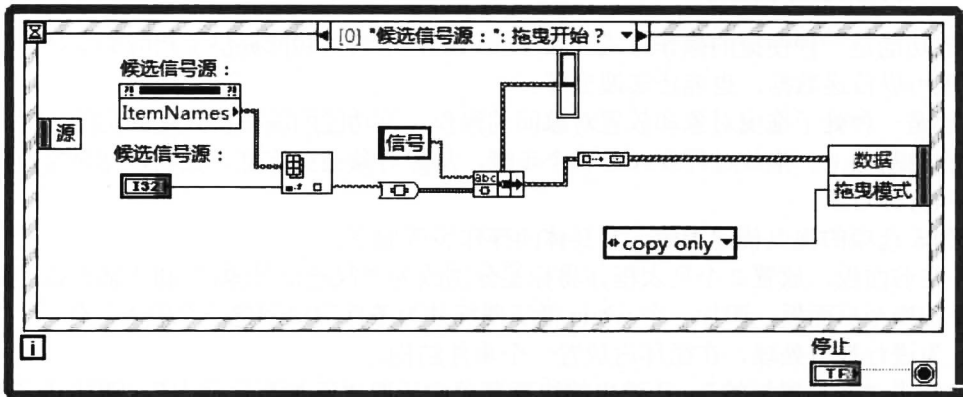 [0] "候选信号源：": 拖曳开始？
候选信号源：
ItemNames
源
信号
候选信号源：
I32
abc
数据
拖曳模式
copy only
i
停止
TF